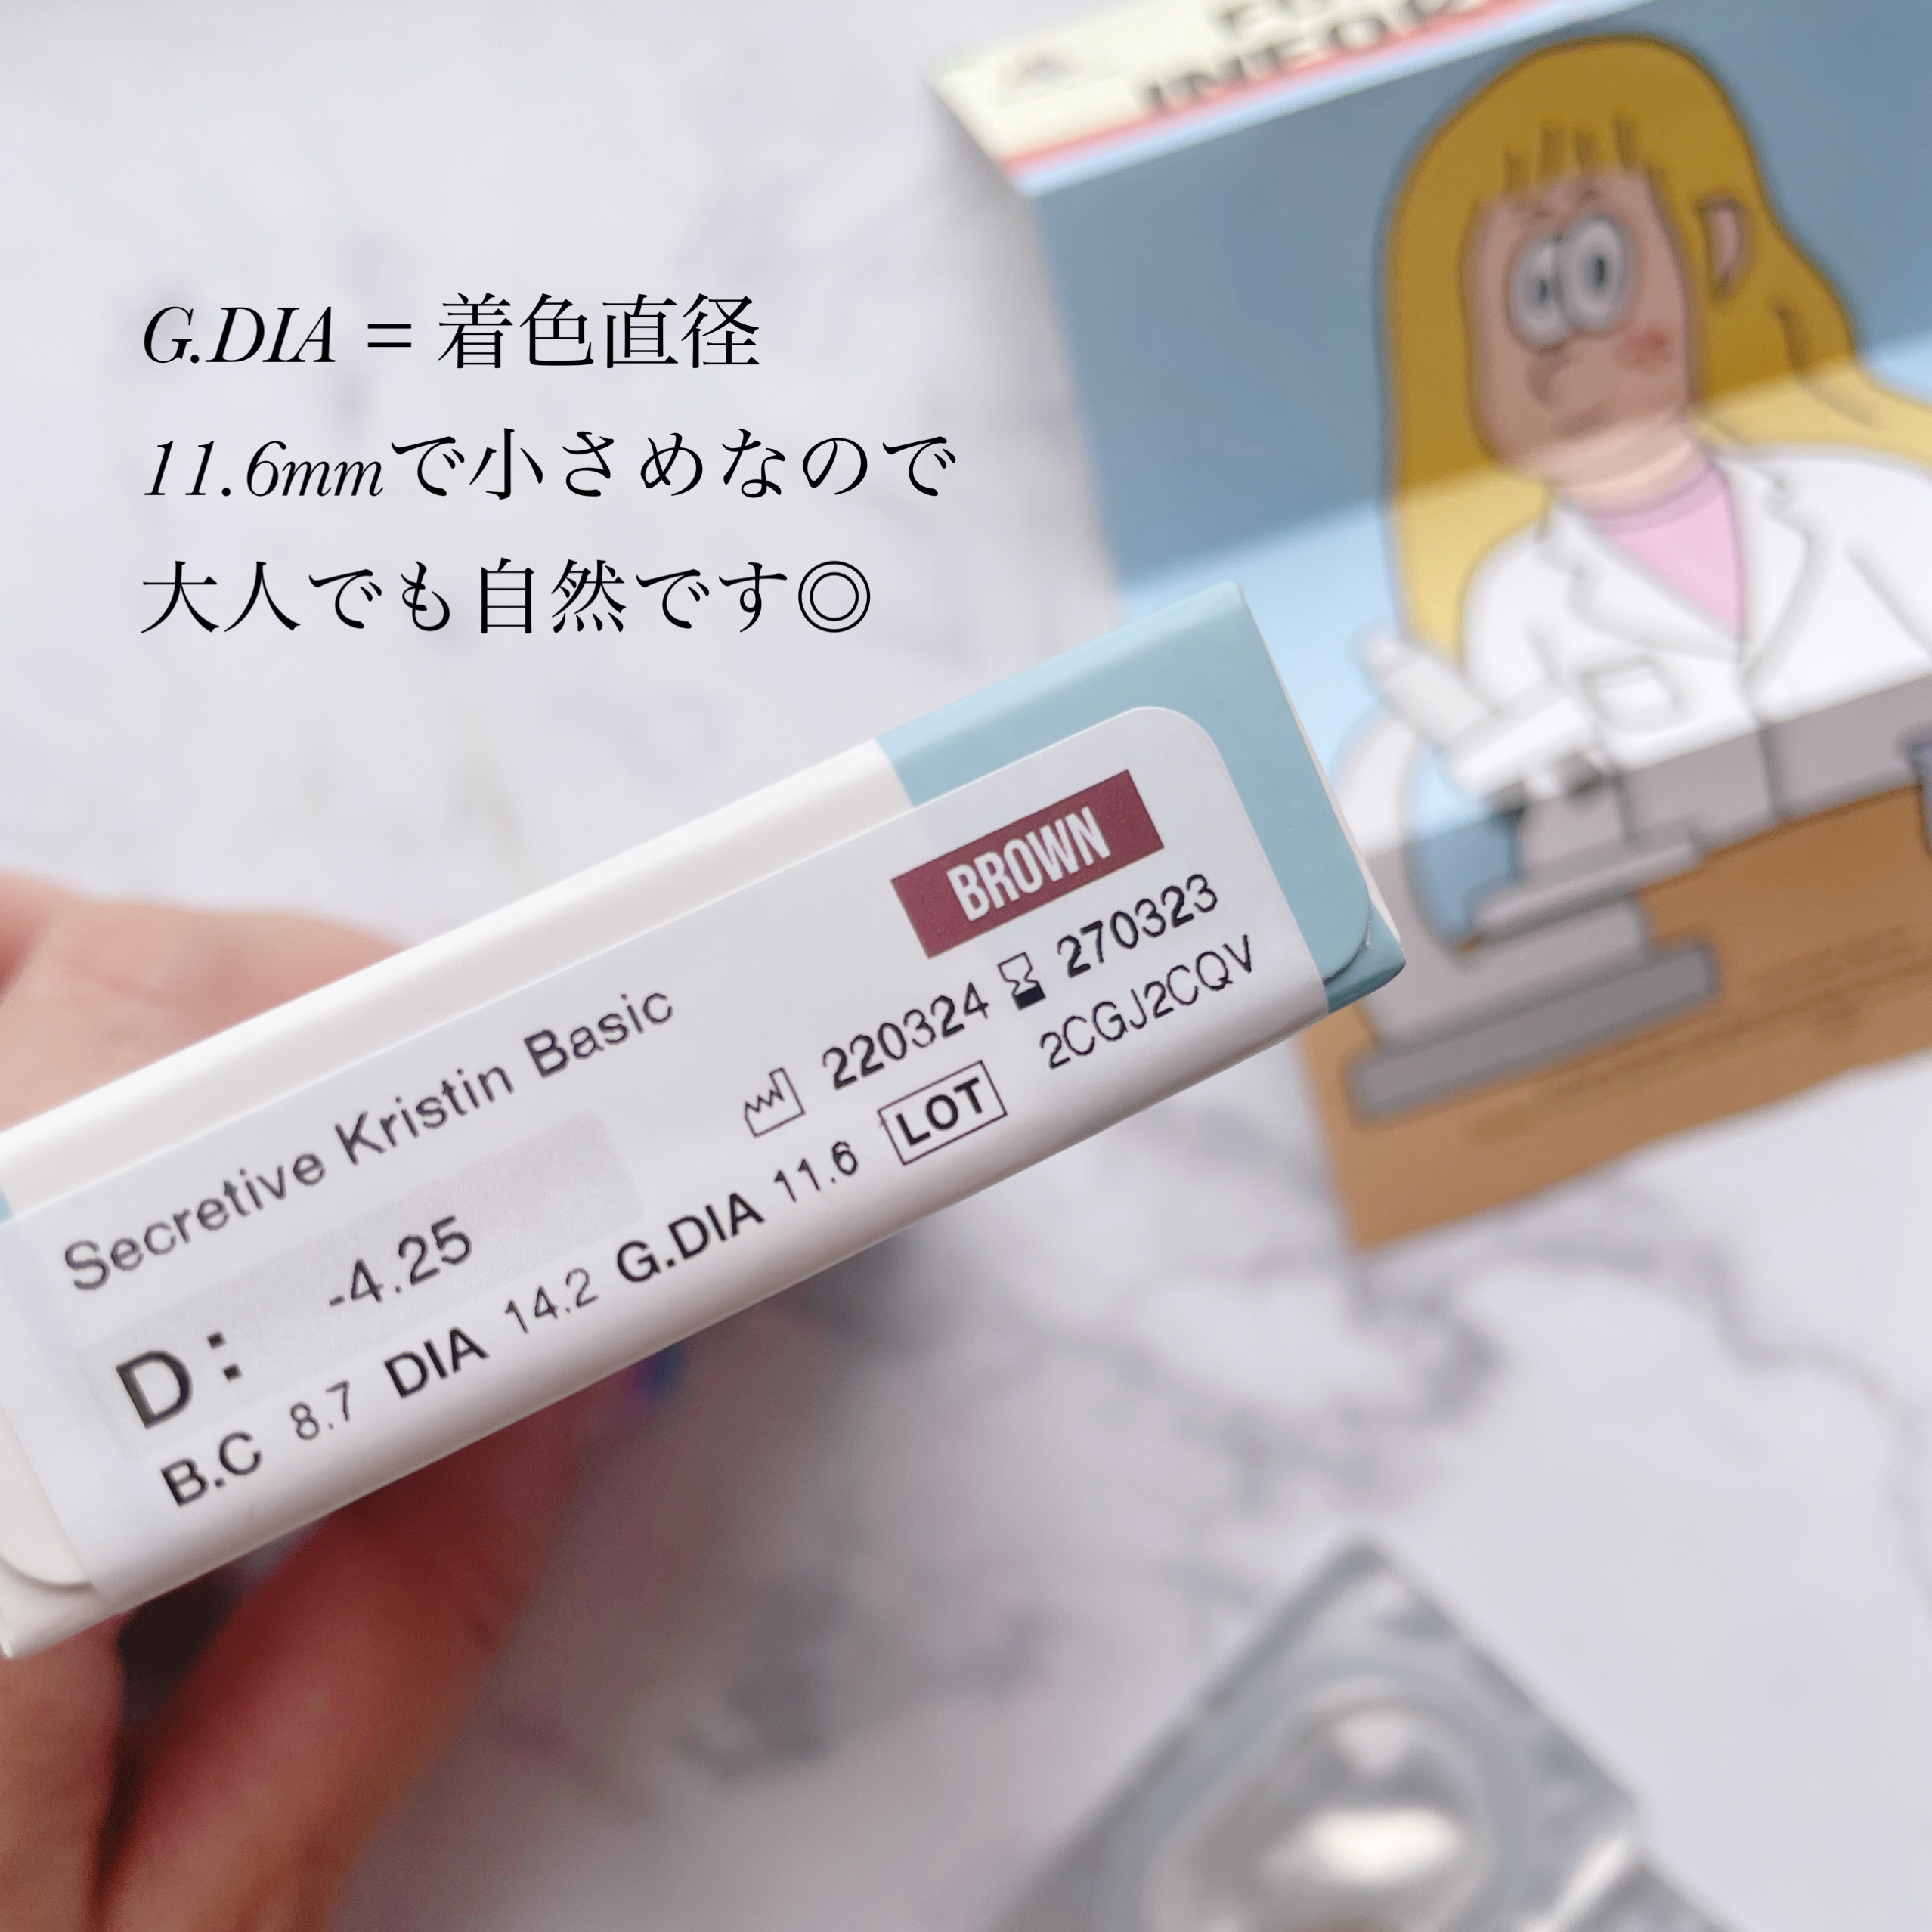 G.DIA = 着色直径
11.6mmで小さめなので
大人でも自然です◎
BROWN
Secretive Kristin Basic
220324 270323
D: -4.25
LOT 2CGJ2CQV
B.C 8.7 DIA 14.2 G.DIA 11.6